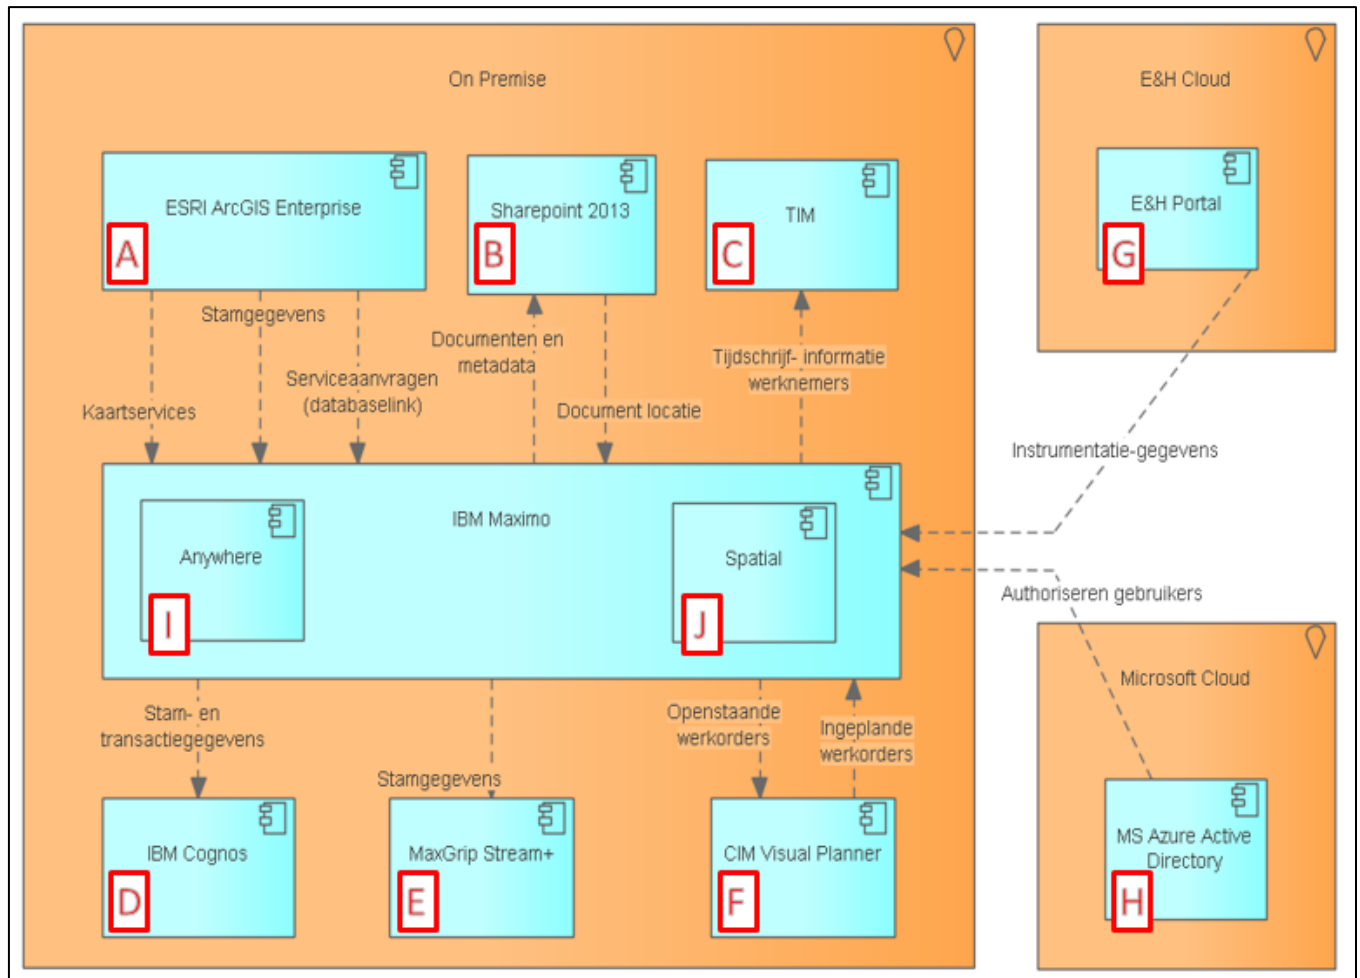 On Premise
E&H Cloud
ESRI ArcGIS Enterprise
A
Sharepoint 2013
B
TIM
C
E&H Portal
G
Kaartservices
Stamgegevens
Serviceaanvragen
(databaselink)
Documenten en
metadata
Document locatie
Tijdschrijf- informatie
werknemers
Instrumentatie-gegevens
IBM Maximo
Anywhere
I
Spatial
J
Authoriseren gebruikers
Microsoft Cloud
Stam- en
transactiegegevens
Stamgegevens
Openstaande
werkorders
Ingeplande
werkorders
IBM Cognos
D
MaxGrip Stream+
E
CIM Visual Planner
F
MS Azure Active
Directory
H